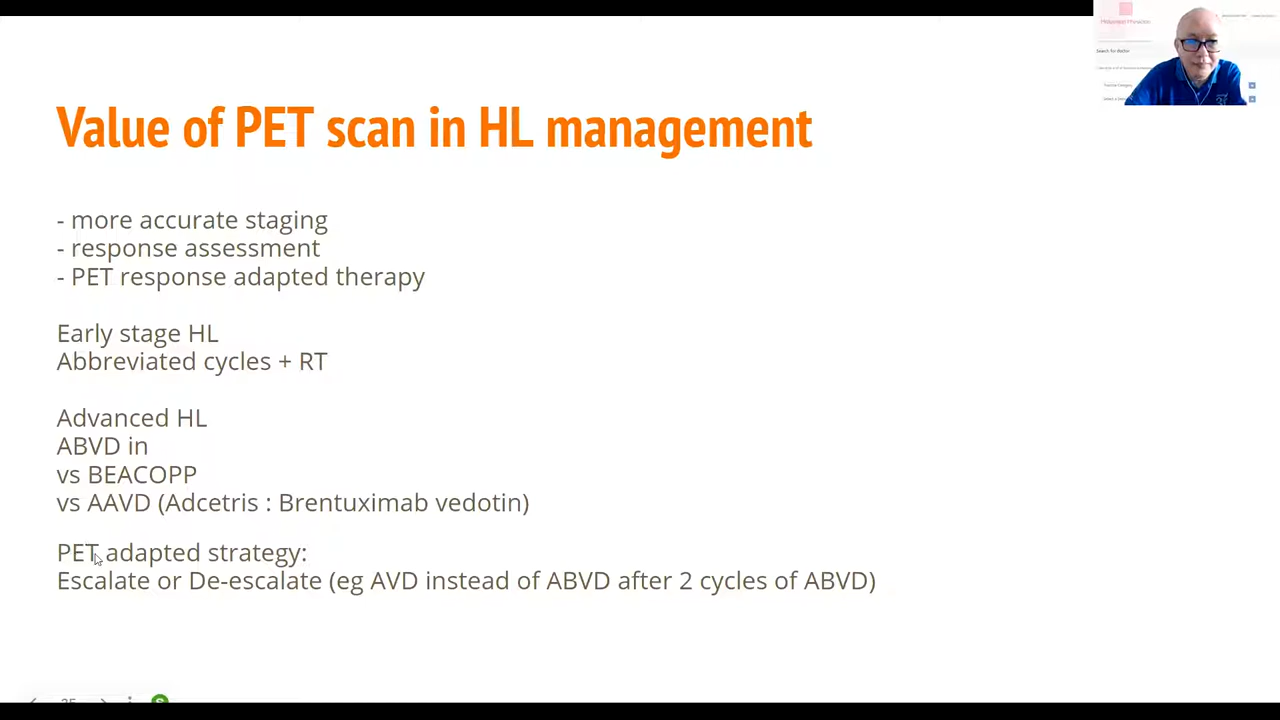 Value of PET scan in HL management
- more accurate staging
- response assessment
- PET response adapted therapy
Early stage HL
Abbreviated cycles + RT
Advanced HL
ABVD in
vs BEACOPP
vs AAVD (Adcetris : Brentuximab vedotin)
PET adapted strategy:
Escalate or De-escalate (eg AVD instead of ABVD after 2 cycles of ABVD)